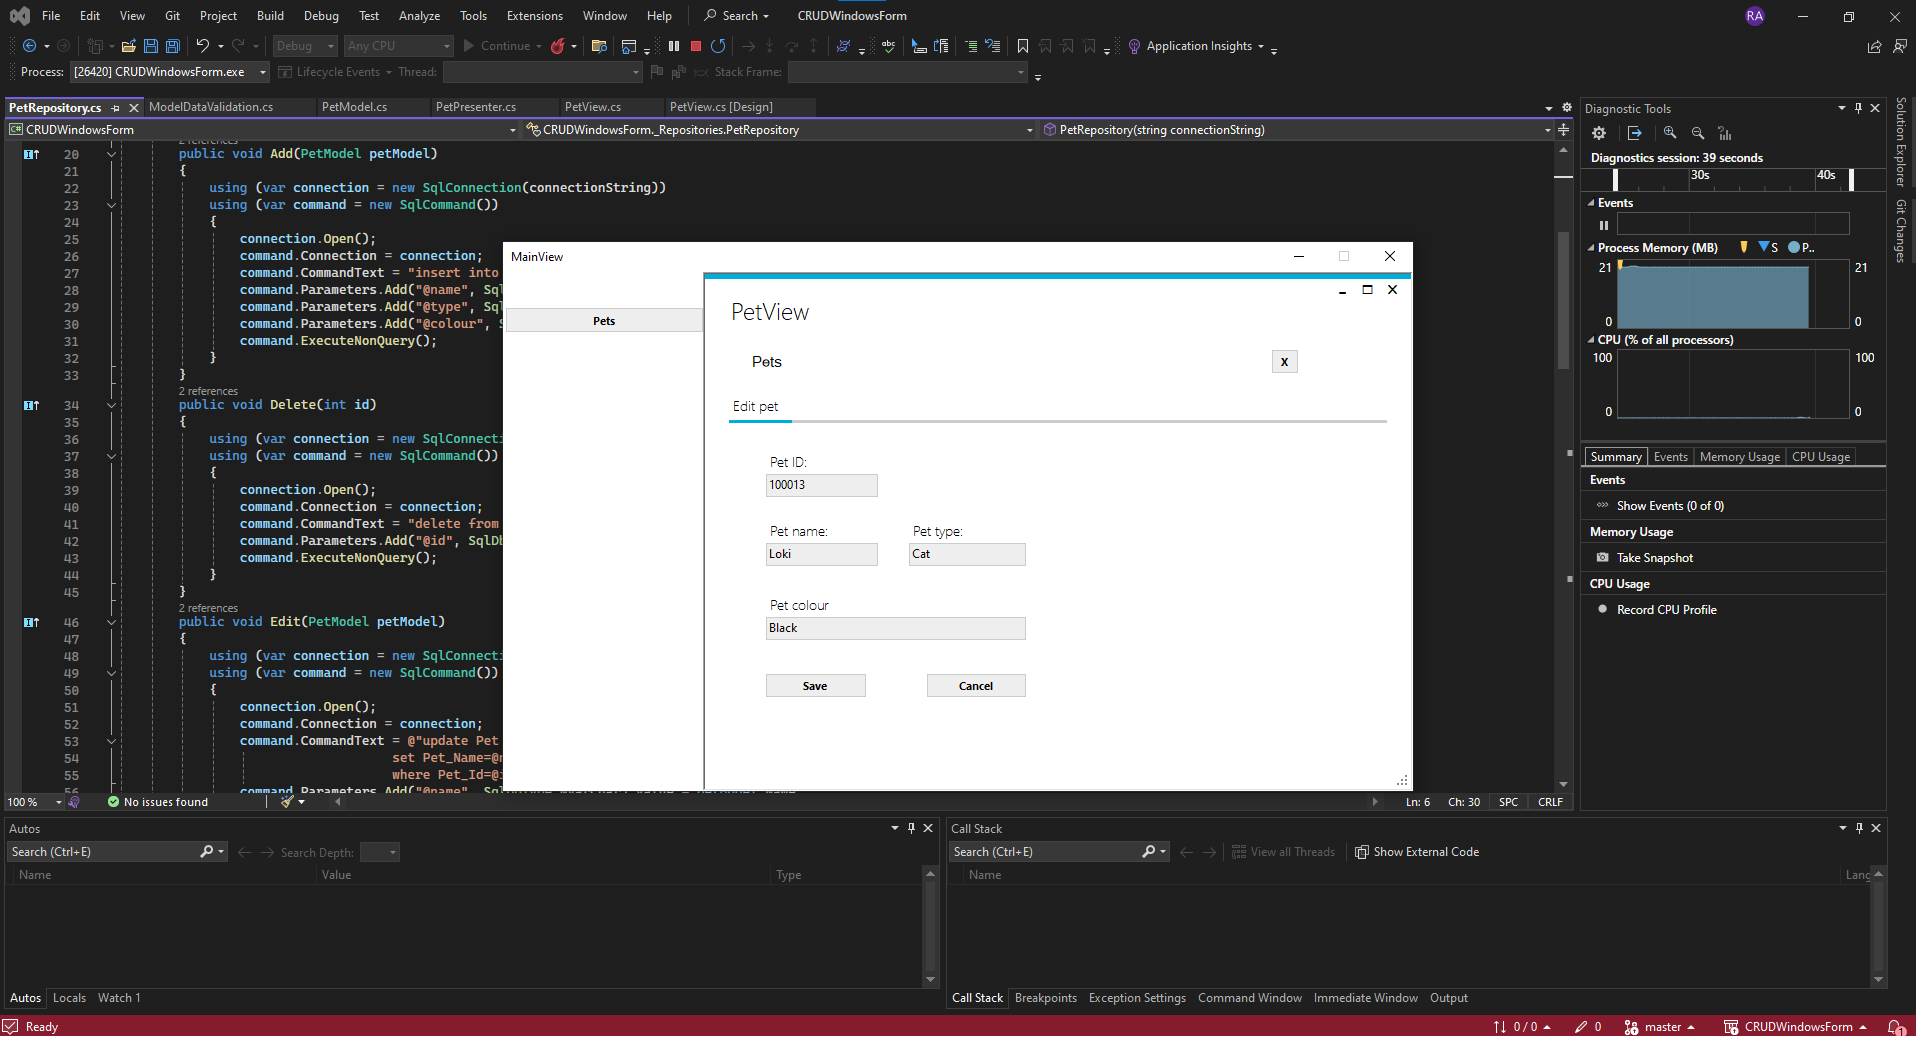 File Edit View Git Project Build Debug Test Analyze Tools Extensions Window Help Search CRUDWindowsForm RA
Debug Any CPU Continue abc Application Insights
Process: [26420] CRUDWindowsForm.exe Lifecycle Events Thread: Stack Frame:
PetRepository.cs ModelDataValidation.cs PetModel.cs PetPresenter.cs PetView.cs PetView.cs [Design]
C# CRUDWindowsForm CRUDWindowsForm._Repositories.PetRepository PetRepository(string connectionString)
2 references
20 public void Add(PetModel petModel)
21 {
22 using (var connection = new SqlConnection(connectionString))
23 using (var command = new SqlCommand())
24 {
25 connection.Open();
26 command.Connection = connection;
27 command.CommandText = "insert into
28 command.Parameters.Add("@name", Sql
29 command.Parameters.Add("@type", Sql
30 command.Parameters.Add("@colour", S
31 command.ExecuteNonQuery();
32 }
33 }
2 references
34 public void Delete(int id)
35 {
36 using (var connection = new SqlConnecti
37 using (var command = new SqlCommand())
38 {
39 connection.Open();
40 command.Connection = connection;
41 command.CommandText = "delete from
42 command.Parameters.Add("@id", SqlDb
43 command.ExecuteNonQuery();
44 }
45 }
2 references
46 public void Edit(PetModel petModel)
47 {
48 using (var connection = new SqlConnecti
49 using (var command = new SqlCommand())
50 {
51 connection.Open();
52 command.Connection = connection;
53 command.CommandText = @"update Pet
54 set Pet_Name=@n
55 where Pet_Id=@i
56 command.Parameters.Add("@name",
MainView
Pets
PetView
Pets
X
Edit pet
Pet ID:
100013
Pet name: Pet type:
Loki Cat
Pet colour
Black
Save Cancel
100 % No issues found Ln: 6 Ch: 30 SPC CRLF
Diagnostic Tools
Diagnostics session: 39 seconds
30s 40s
Events
Process Memory (MB) S P..
21 21
0 0
CPU (% of all processors)
100 100
0 0
Summary Events Memory Usage CPU Usage
Events
Show Events (0 of 0)
Memory Usage
Take Snapshot
CPU Usage
Record CPU Profile
Solution Explorer
Git Changes
Autos
Search (Ctrl+E) Search Depth:
Name Value Type
Autos Locals Watch 1
Call Stack
Search (Ctrl+E) View all Threads Show External Code
Name Lang
Call Stack Breakpoints Exception Settings Command Window Immediate Window Output
Ready 0 / 0 0 master CRUDWindowsForm 1